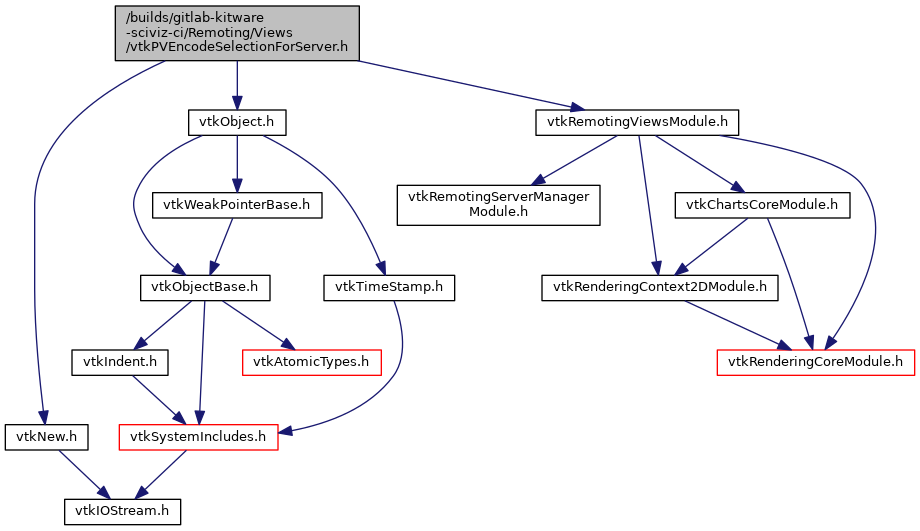 /builds/gitlab-kitware
-sciviz-ci/Remoting/Views
/vtkPVEncodeSelectionForServer.h
vtkObject.h
vtkRemotingViewsModule.h
vtkWeakPointerBase.h
vtkRemotingServerManager
Module.h
vtkChartsCoreModule.h
vtkObjectBase.h
vtkTimeStamp.h
vtkRenderingContext2DModule.h
vtkIndent.h
vtkAtomicTypes.h
vtkRenderingCoreModule.h
vtkNew.h
vtkSystemIncludes.h
vtkIOStream.h